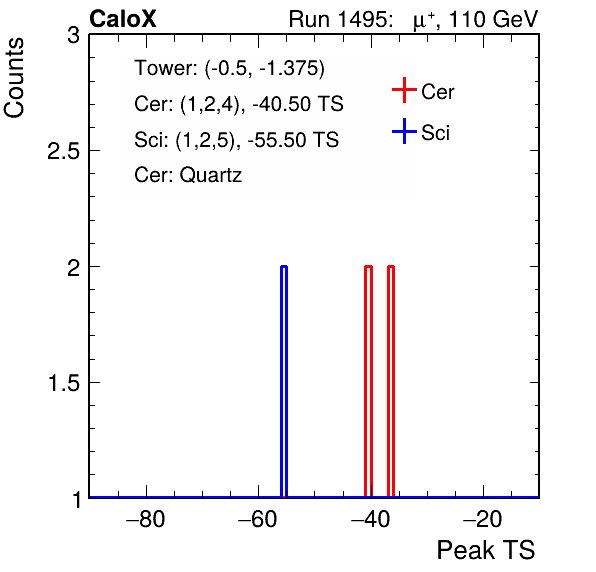 CaloX Run 1495: μ⁺, 110 GeV
Counts
3
2.5
2
1.5
1
Tower: (-0.5, -1.375)
Cer: (1,2,4), -40.50 TS
Sci: (1,2,5), -55.50 TS
Cer: Quartz
Cer
Sci
−80 −60 −40 −20
Peak TS